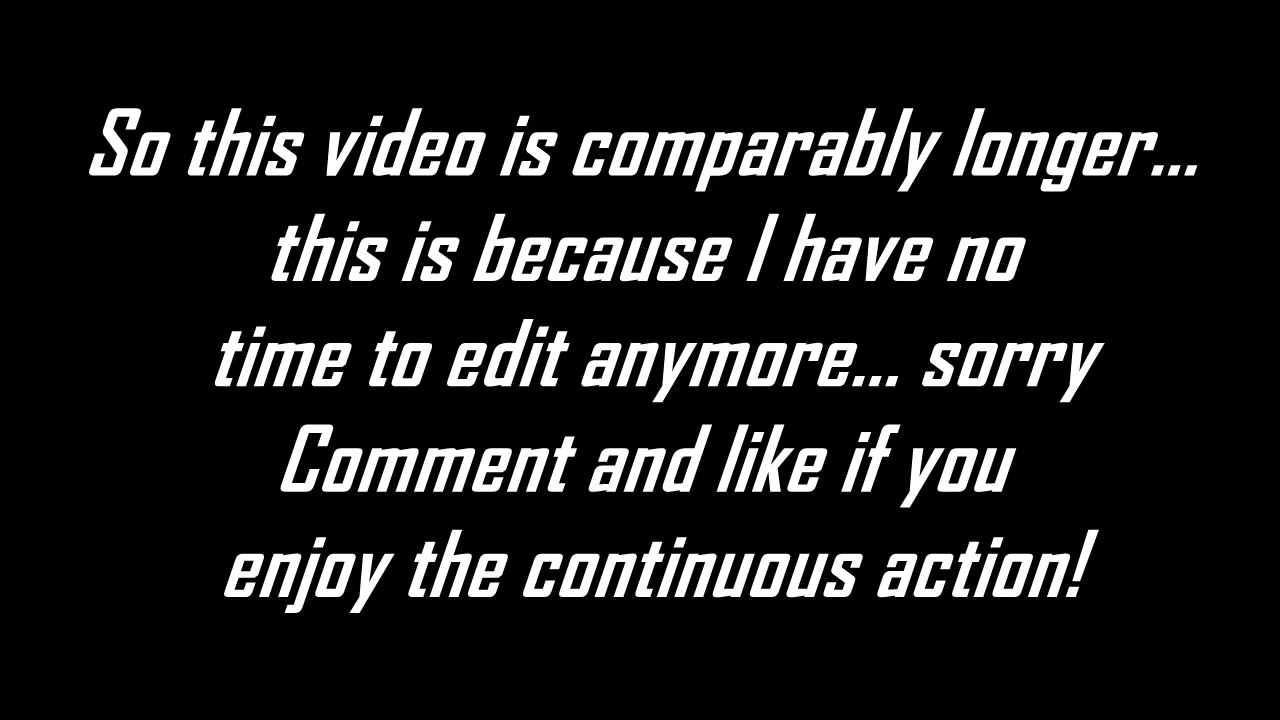 So this video is comparably longer...
this is because I have no
time to edit anymore... sorry
Comment and like if you
enjoy the continuous action!